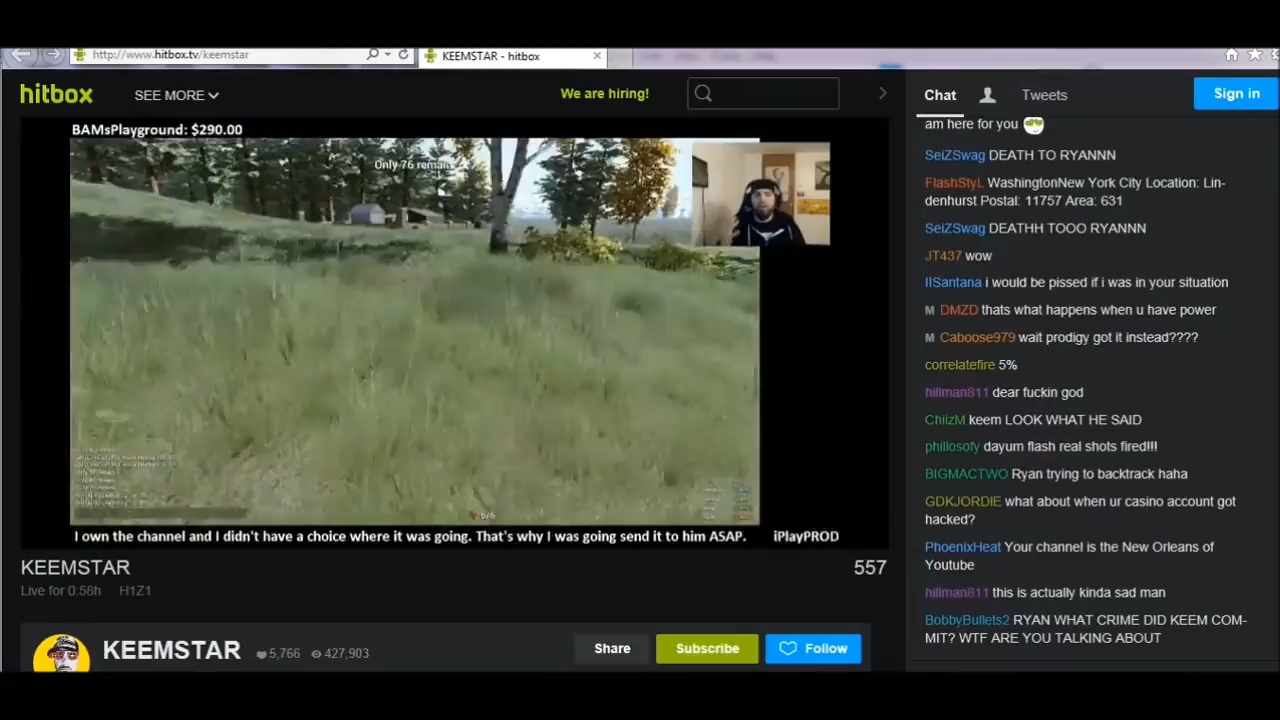 http://www.hitbox.tv/keemstar
KEEMSTAR - hitbox
hitbox
SEE MORE
We are hiring!
BAMsPlayground: $290.00
Only 76 remain
I own the channel and I didn't have a choice where it was going. That's why I was going send it to him ASAP.
iPlayPROD
KEEMSTAR
557
Live for 0:58h
H1Z1
KEEMSTAR
5,766
427,903
Share
Subscribe
Follow
Chat
Tweets
Sign in
am here for you
SeiZSwag DEATH TO RYANNN
FlashStyL WashingtonNew York City Location: Lin-
denhurst Postal: 11757 Area: 631
SeiZSwag DEATHH TOOO RYANNN
JT437 wow
IISantana i would be pissed if i was in your situation
M DMZD thats what happens when u have power
M Caboose979 wait prodigy got it instead????
correlatefire 5%
hillman811 dear fuckin god
ChiizM keem LOOK WHAT HE SAID
phillosofy dayum flash real shots fired!!!
BIGMACTWO Ryan trying to backtrack haha
GDKJORDIE what about when ur casino account got
hacked?
PhoenixHeat Your channel is the New Orleans of
Youtube
hillman811 this is actually kinda sad man
BobbyBullets2 RYAN WHAT CRIME DID KEEM COM-
MIT? WTF ARE YOU TALKING ABOUT